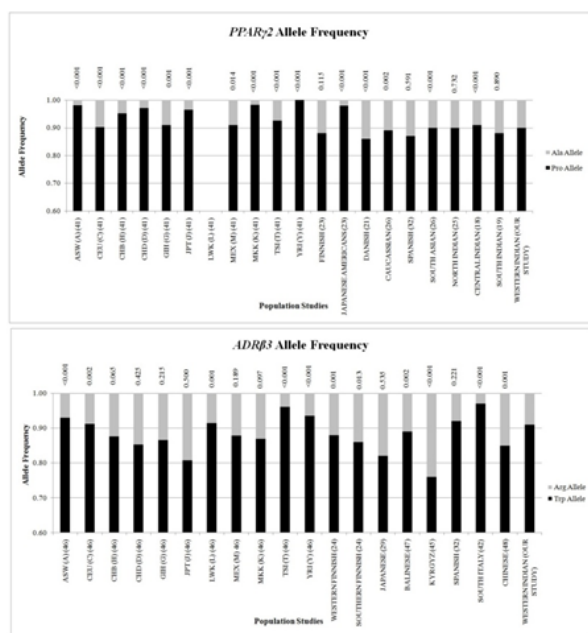 PPARγ2 Allele Frequency
<0.001
<0.001
<0.001
<0.001
0.001
<0.001
0.014
<0.001
<0.001
<0.001
0.115
<0.001
<0.001
0.002
0.591
<0.001
0.732
<0.001
0.890
Allele Frequency
1.00
0.90
0.80
0.70
0.60
Ala Allele
Pro Allele
ASW (A) (41)
CEU (C) (41)
CHB (H) (41)
CHD (D) (41)
GIH (G) (41)
JPT (J) (41)
LWK (L) (41)
MEX (M) (41)
MKK (K) (41)
TSI (T) (41)
YRI (Y) (41)
FINNISH (23)
JAPANESE AMERICANS (23)
DANISH (21)
CAUCASSIAN (26)
SPANISH (32)
SOUTH ASIAN (26)
NORTH INDIAN (25)
CENTRAL INDIAN (18)
SOUTH INDIAN (19)
WESTERN INDIAN (OUR
STUDY)
Population Studies
ADRβ3 Allele Frequency
<0.001
0.002
0.065
0.425
0.215
0.500
0.001
0.189
0.097
<0.001
<0.001
0.001
0.013
0.535
0.002
<0.001
0.221
<0.001
0.001
Allele Frequency
1.00
0.90
0.80
0.70
0.60
Arg Allele
Trp Allele
ASW (A) (46)
CEU (C) (46)
CHB (H) (46)
CHD (D) (46)
GIH (G) (46)
JPT (J) (46)
LWK (L) (46)
MEX (M) 46)
MKK (K) (46)
TSI (T) (46)
YRI (Y) (46)
WESTERN FINNISH (24)
SOUTHERN FINNISH (24)
JAPANESE (29)
BALINESE (47)
KYRGYZ (45)
SPANISH (32)
SOUTH ITALY (42)
CHINESE (48)
WESTERN INDIAN (OUR
STUDY)
Population Studies